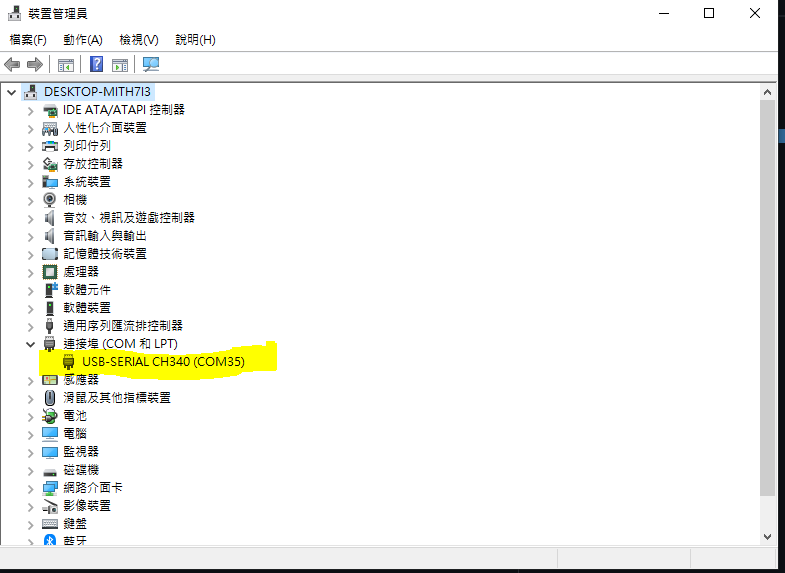 裝置管理員
檔案(F) 動作(A) 檢視(V) 說明(H)
DESKTOP-MITH7I3
IDE ATA/ATAPI 控制器
人性化介面裝置
列印佇列
存放控制器
系統裝置
相機
音效、視訊及遊戲控制器
音訊輸入與輸出
記憶體技術裝置
處理器
軟體元件
軟體裝置
通用序列匯流排控制器
連接埠 (COM 和 LPT)
USB-SERIAL CH340 (COM35)
感應器
滑鼠及其他指標裝置
電池
電腦
監視器
磁碟機
網路介面卡
影像裝置
鍵盤
藍牙